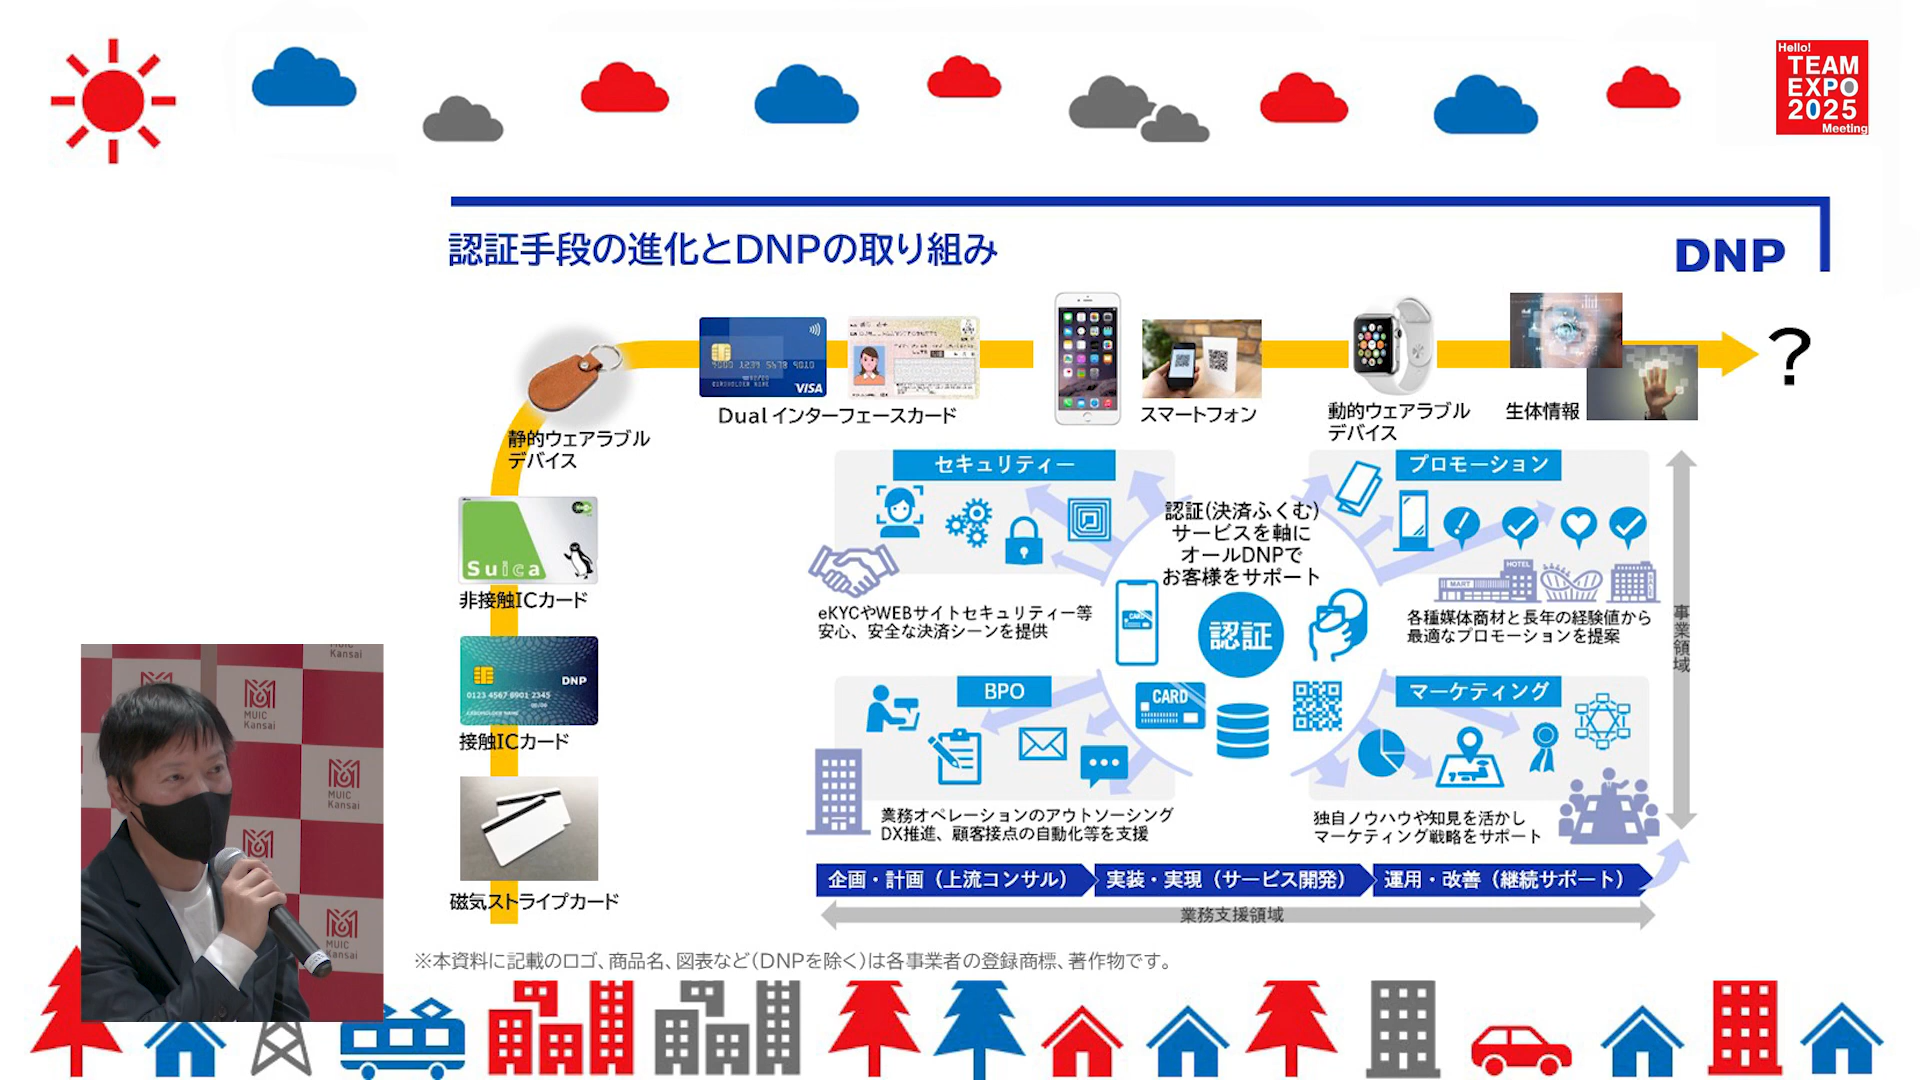 Hello!
TEAM
EXPO
2025
Meeting
認証手段の進化とDNPの取り組み
DNP
?
VISA
Dual インターフェースカード
スマートフォン
動的ウェアラブル
デバイス
生体情報
静的ウェアラブル
デバイス
Suica
非接触ICカード
DNP
0123 4567 8901 2345
接触ICカード
磁気ストライプカード
セキュリティー
eKYCやWEBサイトセキュリティー等
安心、安全な決済シーンを提供
認証(決済ふくむ)
サービスを軸に
オールDNPで
お客様をサポート
CARD
認証
CARD
プロモーション
MART
HOTEL
各種媒体商材と長年の経験値から
最適なプロモーションを提案
事業領域
BPO
業務オペレーションのアウトソーシング
DX推進、顧客接点の自動化等を支援
マーケティング
独自ノウハウや知見を活かし
マーケティング戦略をサポート
企画・計画（上流コンサル）
実装・実現（サービス開発）
運用・改善（継続サポート）
業務支援領域
※本資料に記載のロゴ、商品名、図表など(DNPを除く)は各事業者の登録商標、著作物です。
MUIC
Kansai
MUIC
Kansai
MUIC
Kansai
MUIC
Kansai